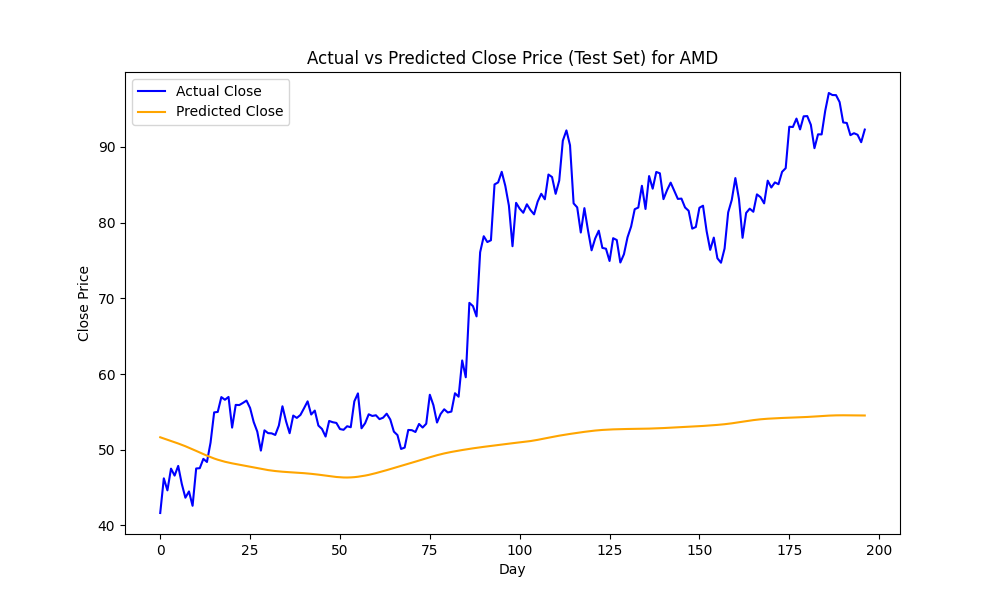 Actual vs Predicted Close Price (Test Set) for AMD
Actual Close
Predicted Close
Close Price
90
80
70
60
50
40
0 25 50 75 100 125 150 175 200
Day